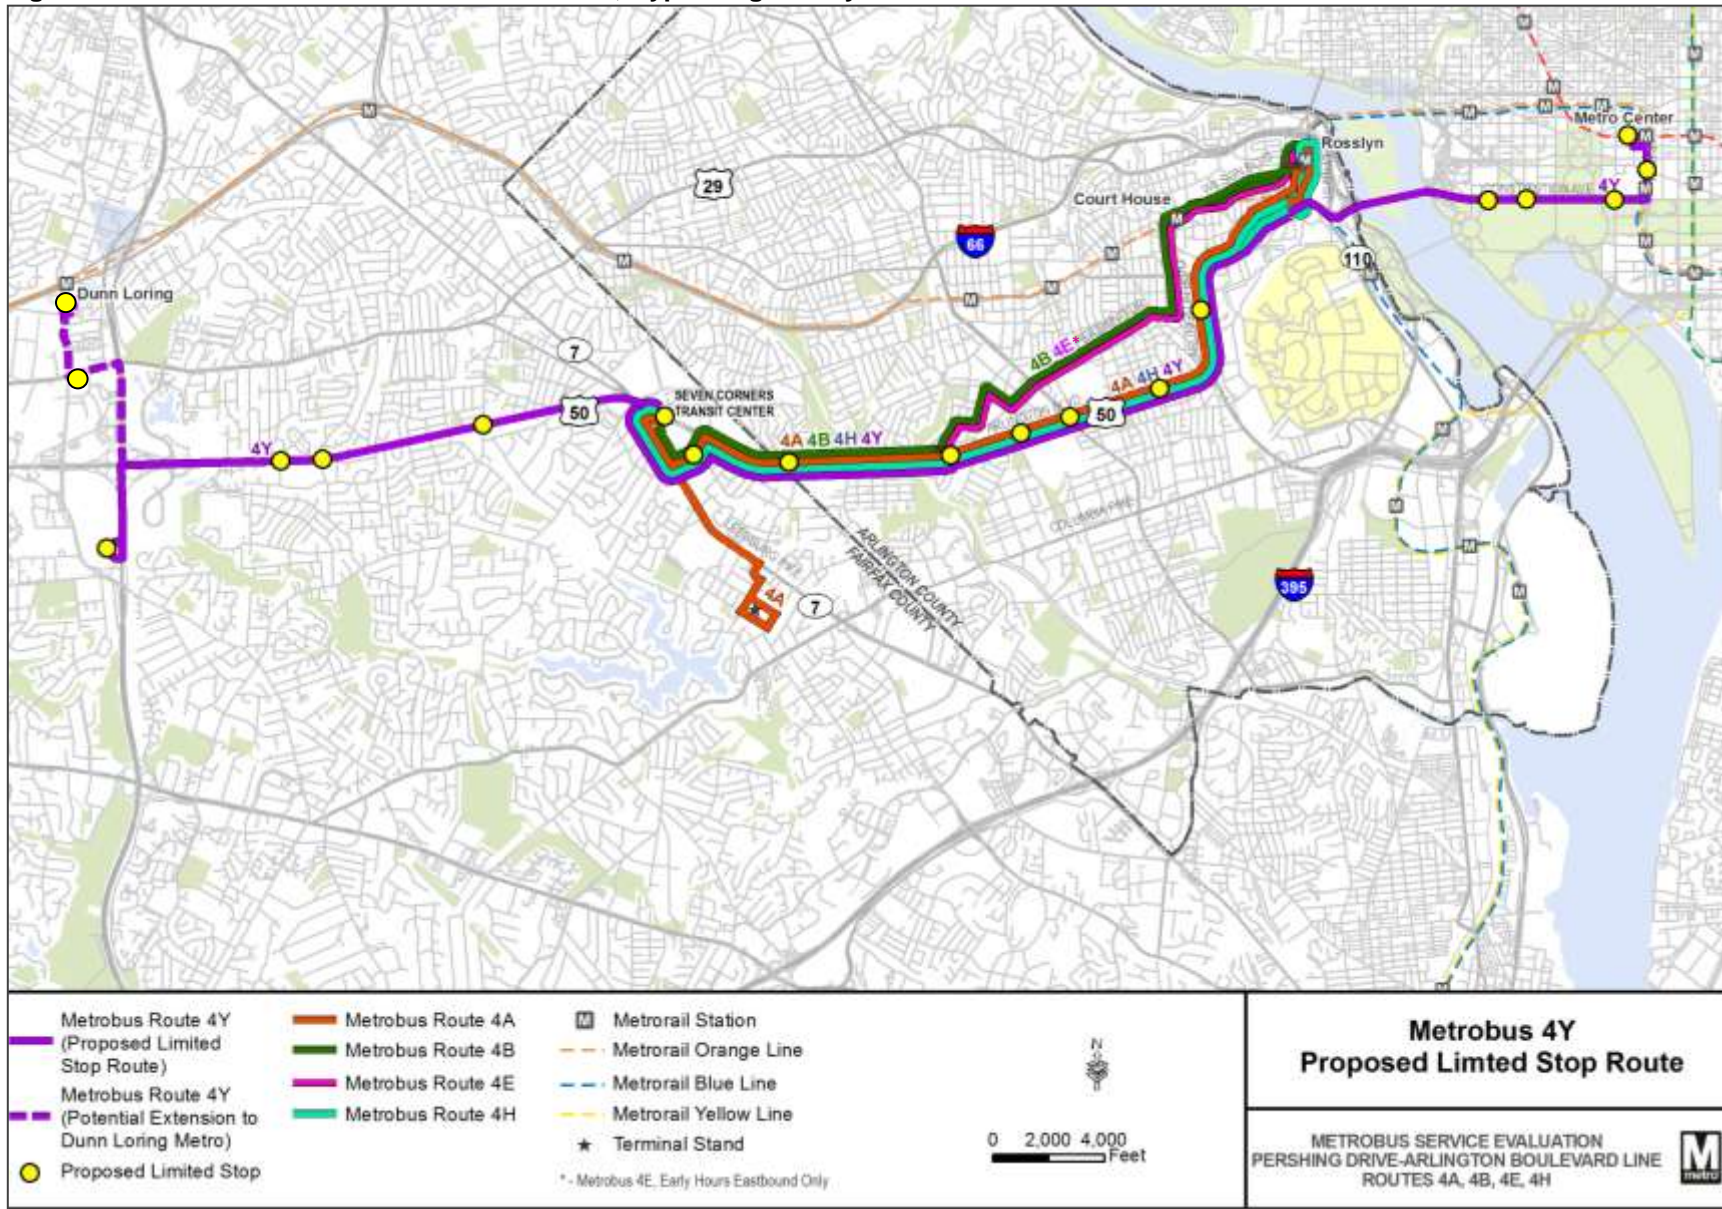 Metro Center
Rosslyn
29
Court House
4Y
66
110
Dunn Loring
7
4B 4E*
4A 4H 4Y
50
SEVEN CORNERS
TRANSIT CENTER
50
4A 4B 4H 4Y
4Y
COLUMBIA PIKE
LEESBURG PIKE
ARLINGTON COUNTY
FAIRFAX COUNTY
4A
7
395
Metrobus Route 4Y
(Proposed Limited
Stop Route)
Metrobus Route 4Y
(Potential Extension to
Dunn Loring Metro)
Proposed Limited Stop
Metrobus Route 4A
Metrobus Route 4B
Metrobus Route 4E
Metrobus Route 4H
M Metrorail Station
Metrorail Orange Line
Metrorail Blue Line
Metrorail Yellow Line
Terminal Stand
* - Metrobus 4E, Early Hours Eastbound Only
N
0 2,000 4,000
Feet
Metrobus 4Y
Proposed Limted Stop Route
METROBUS SERVICE EVALUATION
PERSHING DRIVE-ARLINGTON BOULEVARD LINE
ROUTES 4A, 4B, 4E, 4H
M
metro